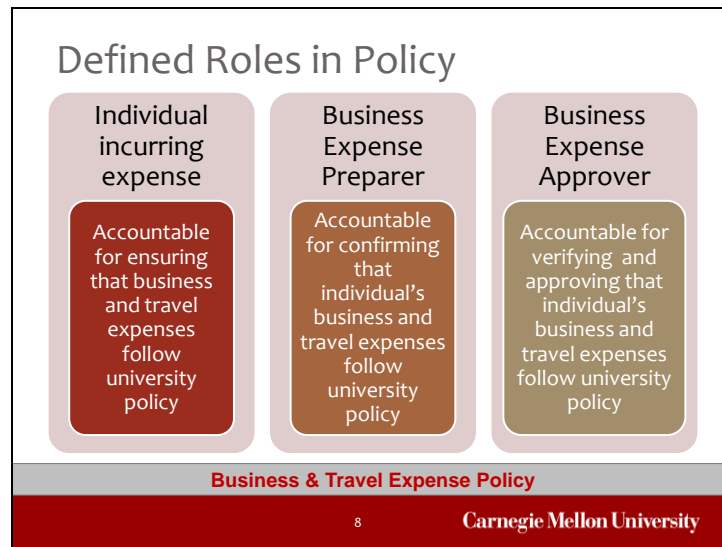 Defined Roles in Policy
Individual
incurring
expense
Accountable
for ensuring
that business
and travel
expenses
follow
university
policy
Business
Expense
Preparer
Accountable
for confirming
that
individual’s
business and
travel expenses
follow
university
policy
Business
Expense
Approver
Accountable for
verifying and
approving that
individual’s
business and
travel expenses
follow university
policy
Business & Travel Expense Policy
8
Carnegie Mellon University